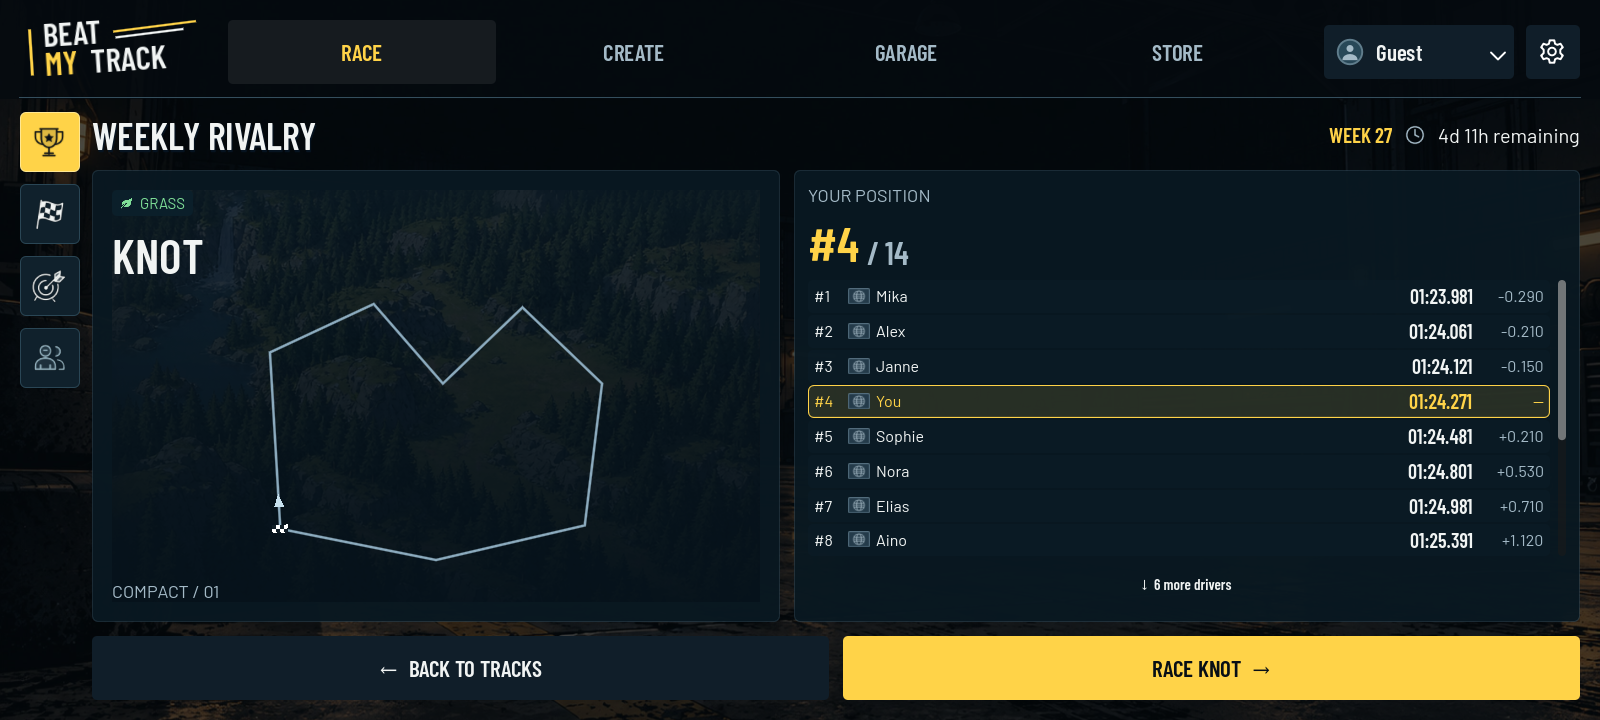 BEAT
MY TRACK
RACE
CREATE
GARAGE
STORE
Guest
WEEKLY RIVALRY
WEEK 27 4d 11h remaining
GRASS
KNOT
COMPACT / 01
YOUR POSITION
#4 / 14
#1 Mika 01:23.981 -0.290
#2 Alex 01:24.061 -0.210
#3 Janne 01:24.121 -0.150
#4 You 01:24.271 —
#5 Sophie 01:24.481 +0.210
#6 Nora 01:24.801 +0.530
#7 Elias 01:24.981 +0.710
#8 Aino 01:25.391 +1.120
↓ 6 more drivers
← BACK TO TRACKS
RACE KNOT →